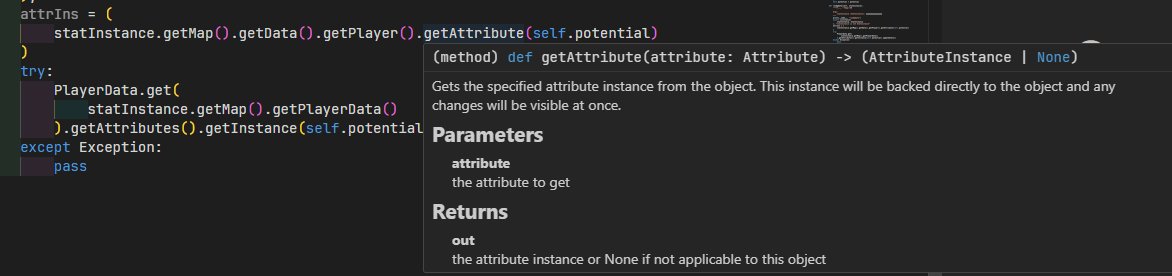 attrIns = (
statInstance.getMap().getData().getPlayer().getAttribute(self.potential)
)
try:
PlayerData.get(
statInstance.getMap().getPlayerData()
).getAttributes().getInstance(self.potential
except Exception:
pass
(method) def getAttribute(attribute: Attribute) -> (AttributeInstance | None)
Gets the specified attribute instance from the object. This instance will be backed directly to the object and any
changes will be visible at once.
Parameters
attribute
the attribute to get
Returns
out
the attribute instance or None if not applicable to this object